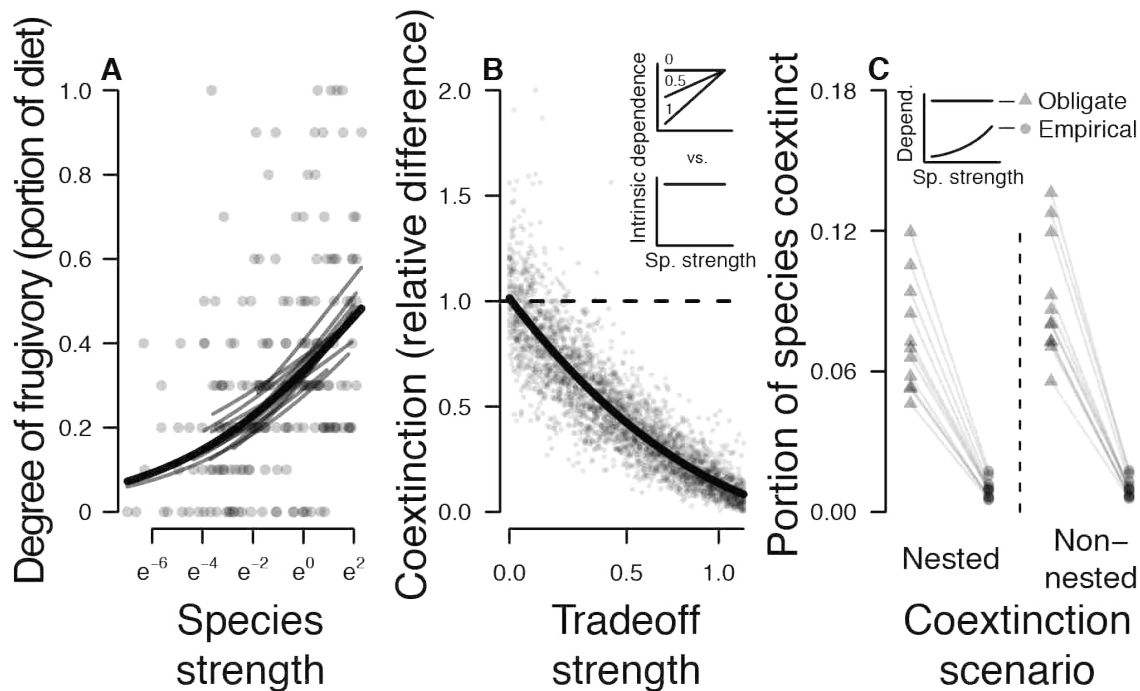 A
Degree of frugivory (portion of diet)
1.0
0.8
0.6
0.4
0.2
0
e⁻⁶ e⁻⁴ e⁻² e⁰ e²
Species
strength
B
Coextinction (relative difference)
2.0
1.5
1.0
0.5
0.0
0.0 0.5 1.0
Tradeoff
strength
Intrinsic dependence
0
0.5
1
vs.
Sp. strength
C
Portion of species coextinct
0.18
0.12
0.06
0.00
Depend.
Sp. strength
Obligate
Empirical
Nested
Non–
nested
Coextinction
scenario